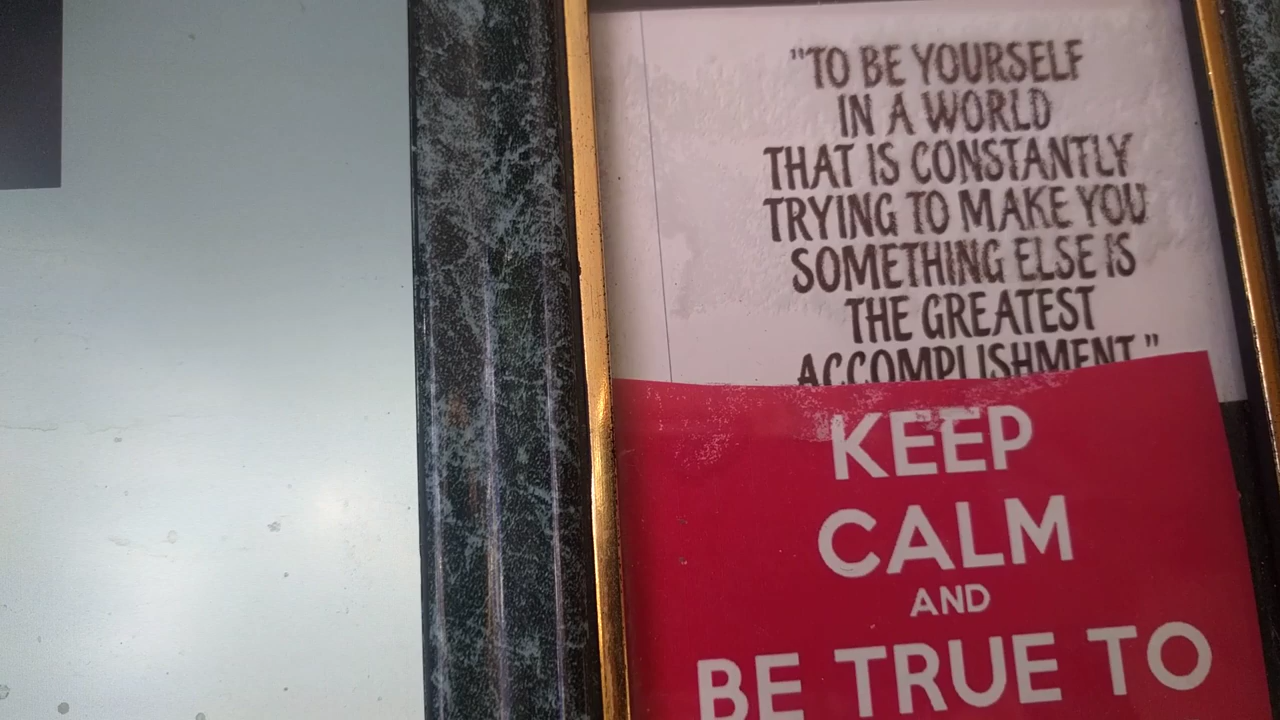 "TO BE YOURSELF
IN A WORLD
THAT IS CONSTANTLY
TRYING TO MAKE YOU
SOMETHING ELSE IS
THE GREATEST
ACCOMPLISHMENT."
KEEP
CALM
AND
BE TRUE TO